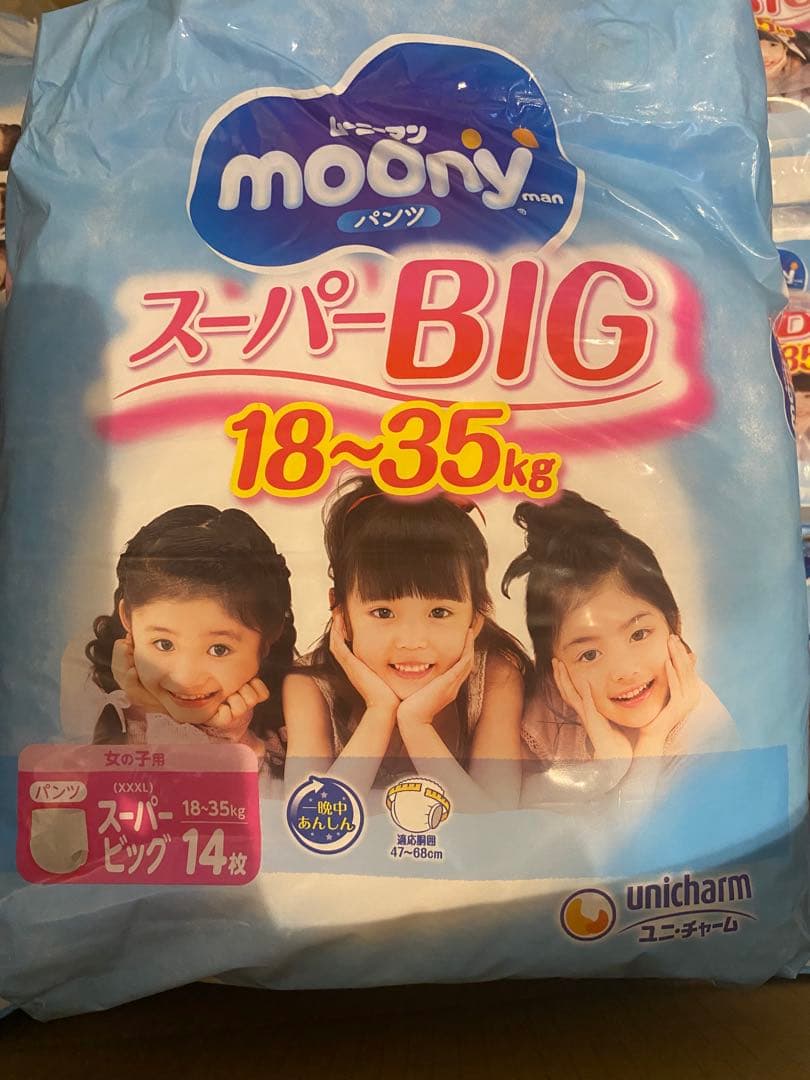 ムーニーマン
moony
man
®
パンツ
スーパーBIG
18~35kg
女の子用
パンツ
(XXXL)
スーパー
ビッグ
18~35kg
14枚
一晩中
あんしん
適応胴囲
47~68cm
unicharm
ユニ・チャーム
BIG